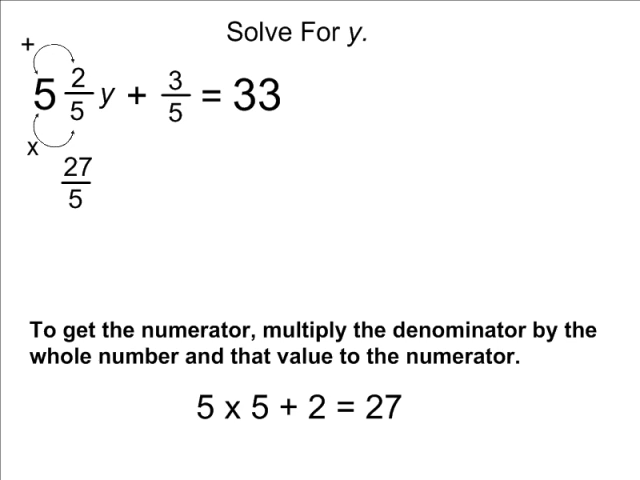 Solve For y.
+
5 2/5 y + 3/5 = 33
x
27/5
To get the numerator, multiply the denominator by the
whole number and that value to the numerator.
5 x 5 + 2 = 27